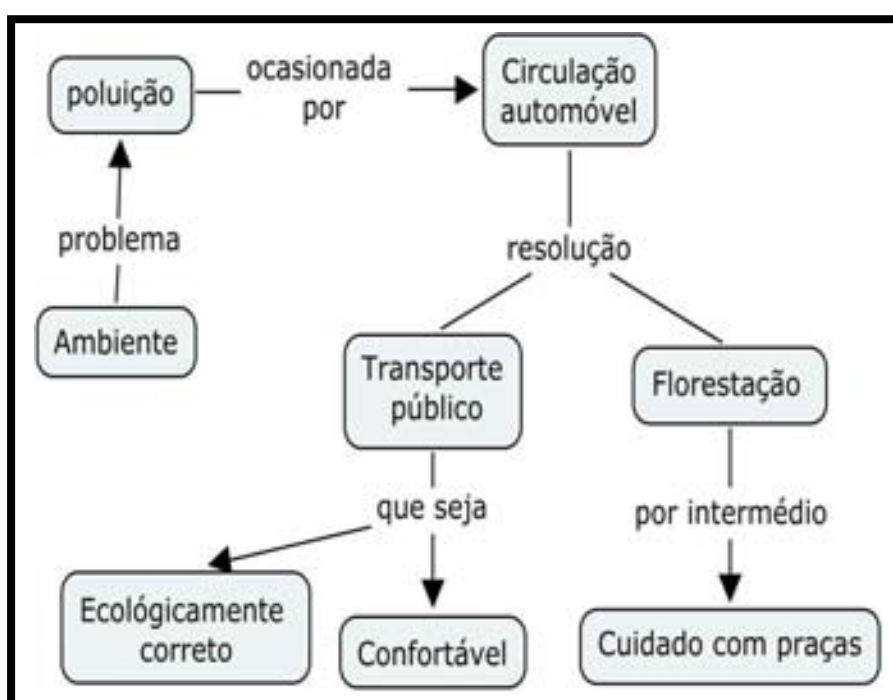 poluição
ocasionada
por
Circulação
automóvel
problema
resolução
Ambiente
Transporte
público
Florestação
que seja
por intermédio
Ecológicamente
correto
Confortável
Cuidado com praças